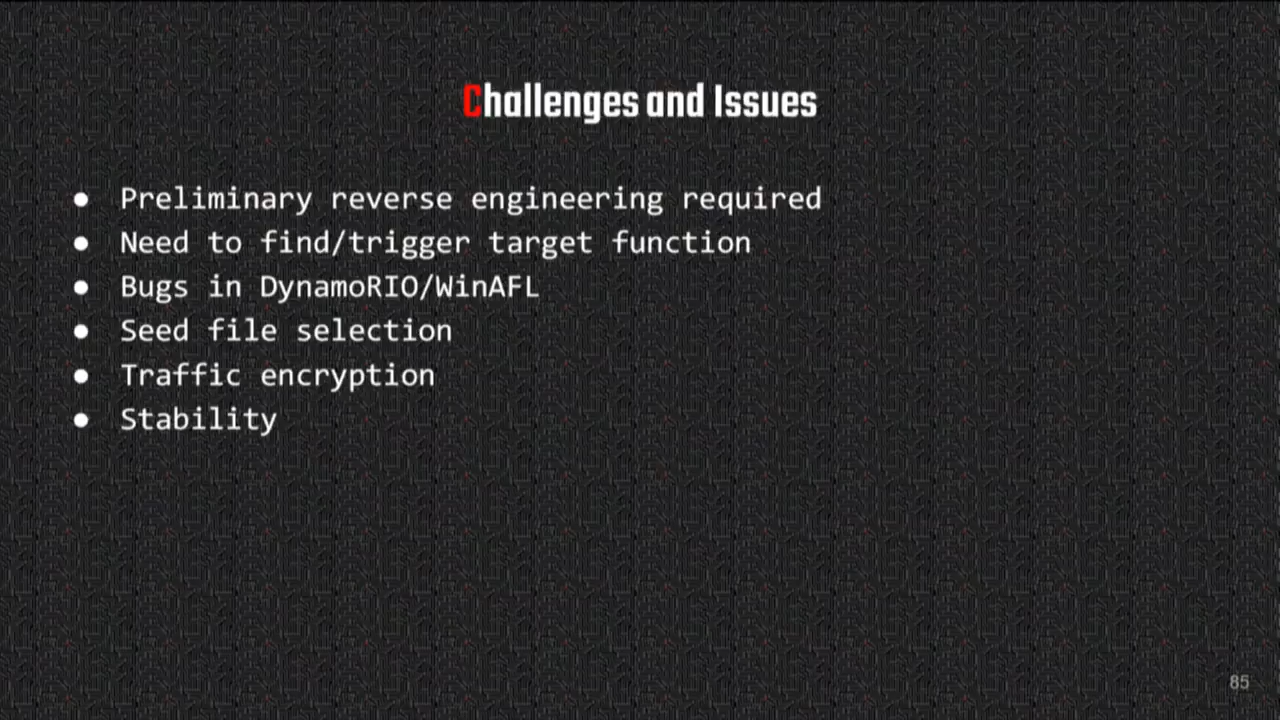 Challenges and Issues
● Preliminary reverse engineering required
● Need to find/trigger target function
● Bugs in DynamoRIO/WinAFL
● Seed file selection
● Traffic encryption
● Stability
85